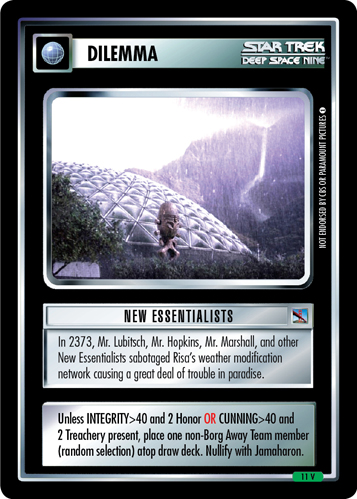 DILEMMA
STAR TREK
DEEP SPACE NINE
NOT ENDORSED BY CBS OR PARAMOUNT PICTURES
NEW ESSENTIALISTS
In 2373, Mr. Lubitsch, Mr. Hopkins, Mr. Marshall, and other
New Essentialists sabotaged Risa's weather modification
network causing a great deal of trouble in paradise.
Unless INTEGRITY>40 and 2 Honor OR CUNNING>40 and
2 Treachery present, place one non-Borg Away Team member
(random selection) atop draw deck. Nullify with Jamaharon.
11 V